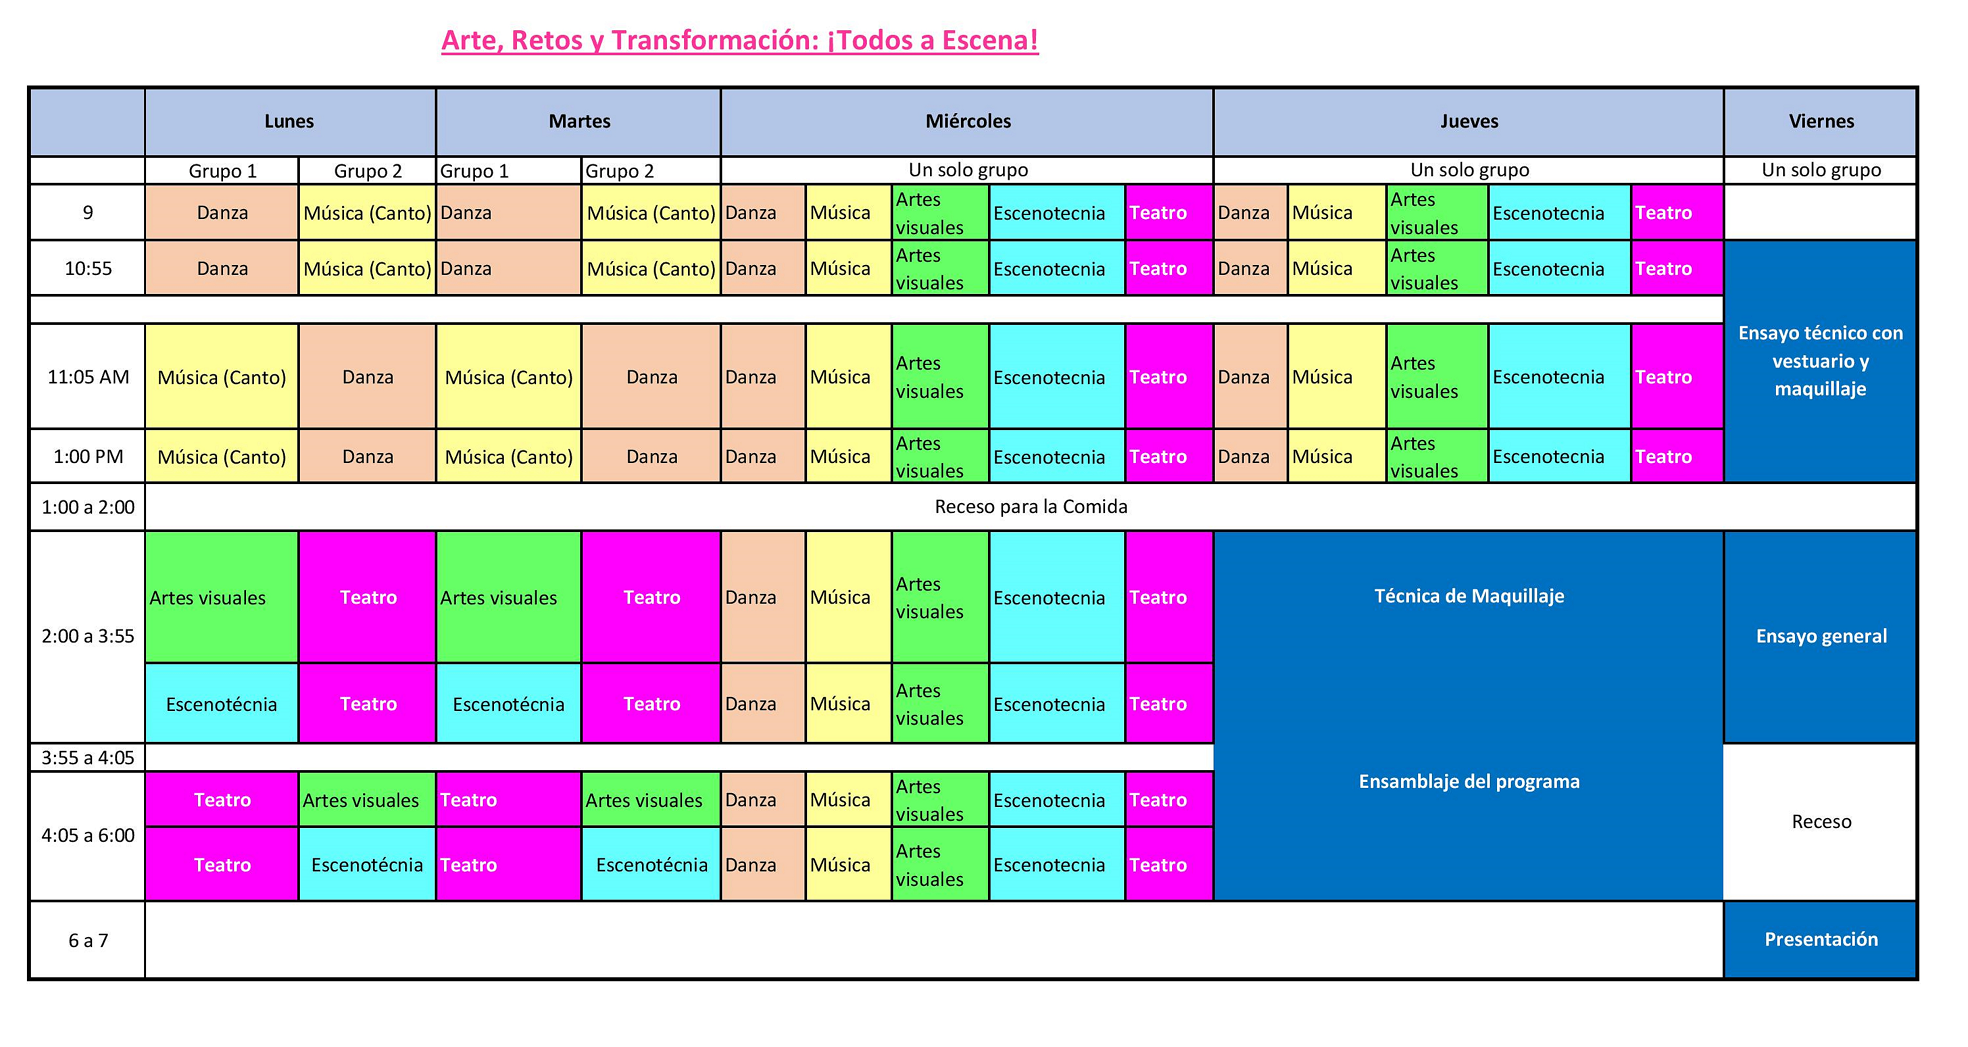 Arte, Retos y Transformación: ¡Todos a Escena!
Lunes Martes Miércoles Jueves Viernes
Grupo 1 Grupo 2 Grupo 1 Grupo 2 Un solo grupo Un solo grupo Un solo grupo
9 Danza Música (Canto) Danza Música (Canto) Danza Música Artes visuales Escenotecnia Teatro Danza Música Artes visuales Escenotecnia Teatro
10:55 Danza Música (Canto) Danza Música (Canto) Danza Música Artes visuales Escenotecnia Teatro Danza Música Artes visuales Escenotecnia Teatro
Ensayo técnico con
vestuario y
maquillaje
11:05 AM Música (Canto) Danza Música (Canto) Danza Danza Música Artes visuales Escenotecnia Teatro Danza Música Artes visuales Escenotecnia Teatro
1:00 PM Música (Canto) Danza Música (Canto) Danza Danza Música Artes visuales Escenotecnia Teatro Danza Música Artes visuales Escenotecnia Teatro
1:00 a 2:00 Receso para la Comida
2:00 a 3:55 Artes visuales Teatro Artes visuales Teatro Danza Música Artes visuales Escenotecnia Teatro Técnica de Maquillaje Ensayo general
Escenotécnia Teatro Escenotécnia Teatro Danza Música Artes visuales Escenotecnia Teatro
3:55 a 4:05
Ensamblaje del programa
4:05 a 6:00 Teatro Artes visuales Teatro Artes visuales Danza Música Artes visuales Escenotecnia Teatro Receso
Teatro Escenotécnia Teatro Escenotécnia Danza Música Artes visuales Escenotecnia Teatro
6 a 7 Presentación